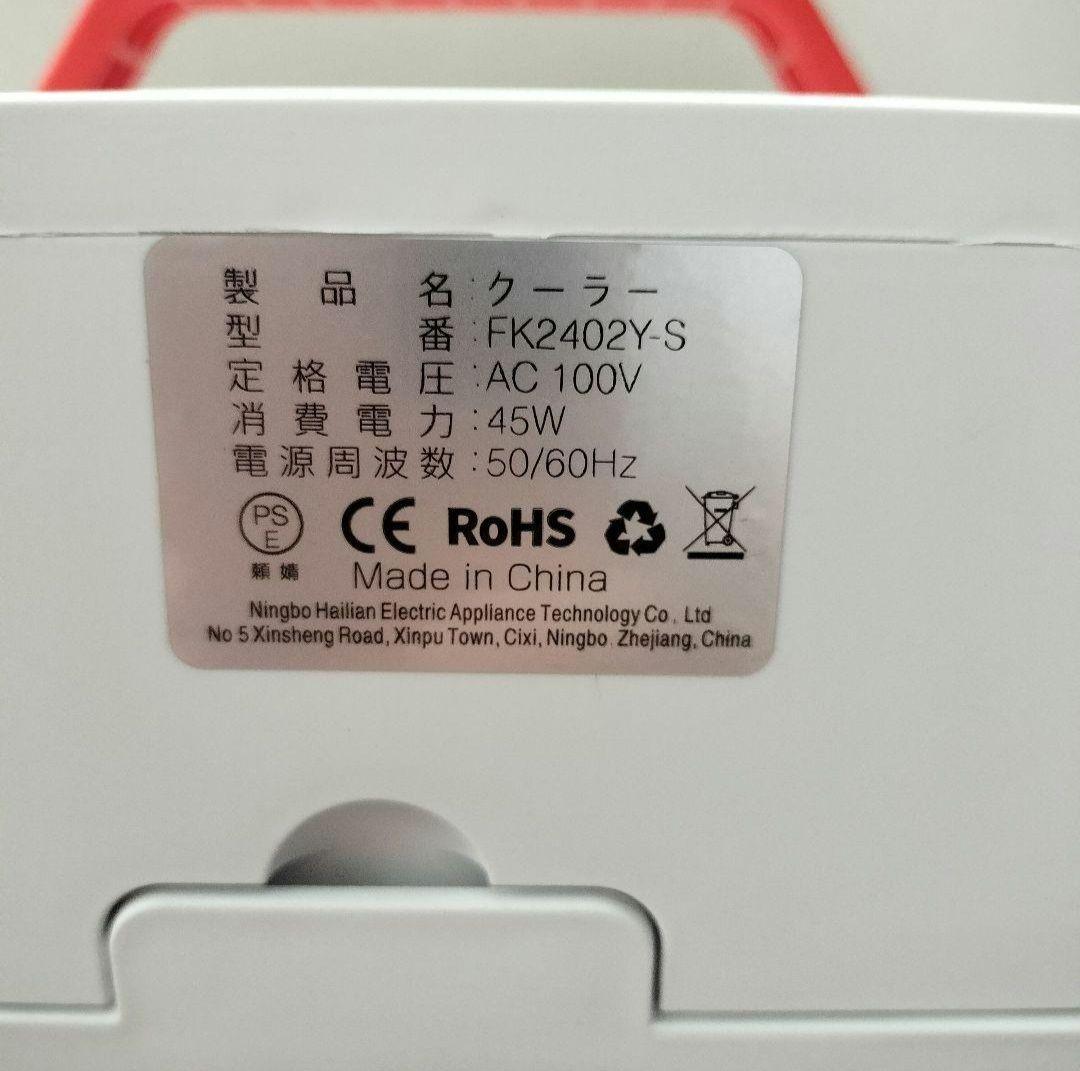 製品名:クーラー
型番:FK2402Y-S
定格電圧:AC 100V
消費電力:45W
電源周波数:50/60Hz
PS
E
CE RoHS
頼婧
Made in China
Ningbo Hailian Electric Appliance Technology Co., Ltd
No 5 Xinsheng Road, Xinpu Town, Cixi, Ningbo. Zhejiang, China